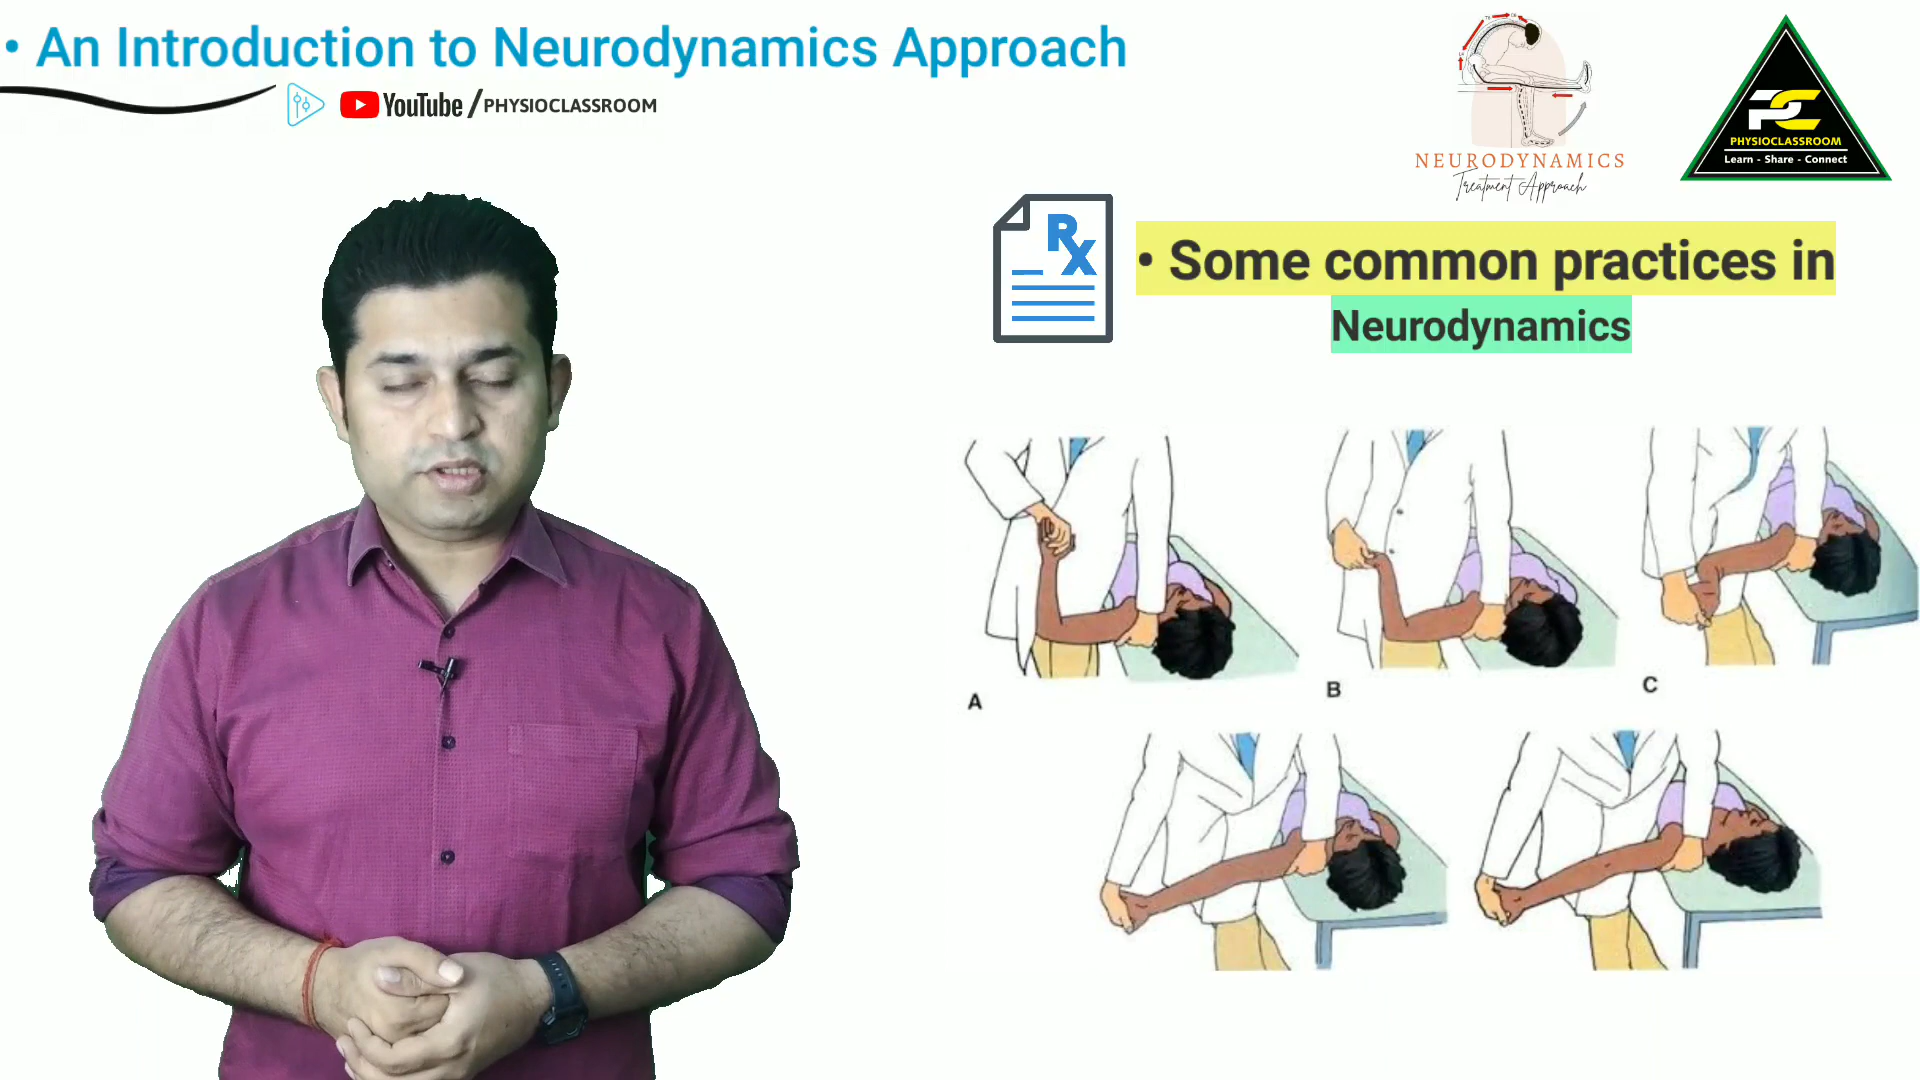 • An Introduction to Neurodynamics Approach
YouTube /PHYSIOCLASSROOM
NEURODYNAMICS
Treatment Approach
PC
PHYSIOCLASSROOM
Learn - Share - Connect
Rx
• Some common practices in
Neurodynamics
A
B
C